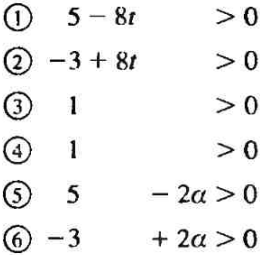 ① 5 − 8t > 0
② −3 + 8t > 0
③ 1 > 0
④ 1 > 0
⑤ 5 − 2α > 0
⑥ −3 + 2α > 0